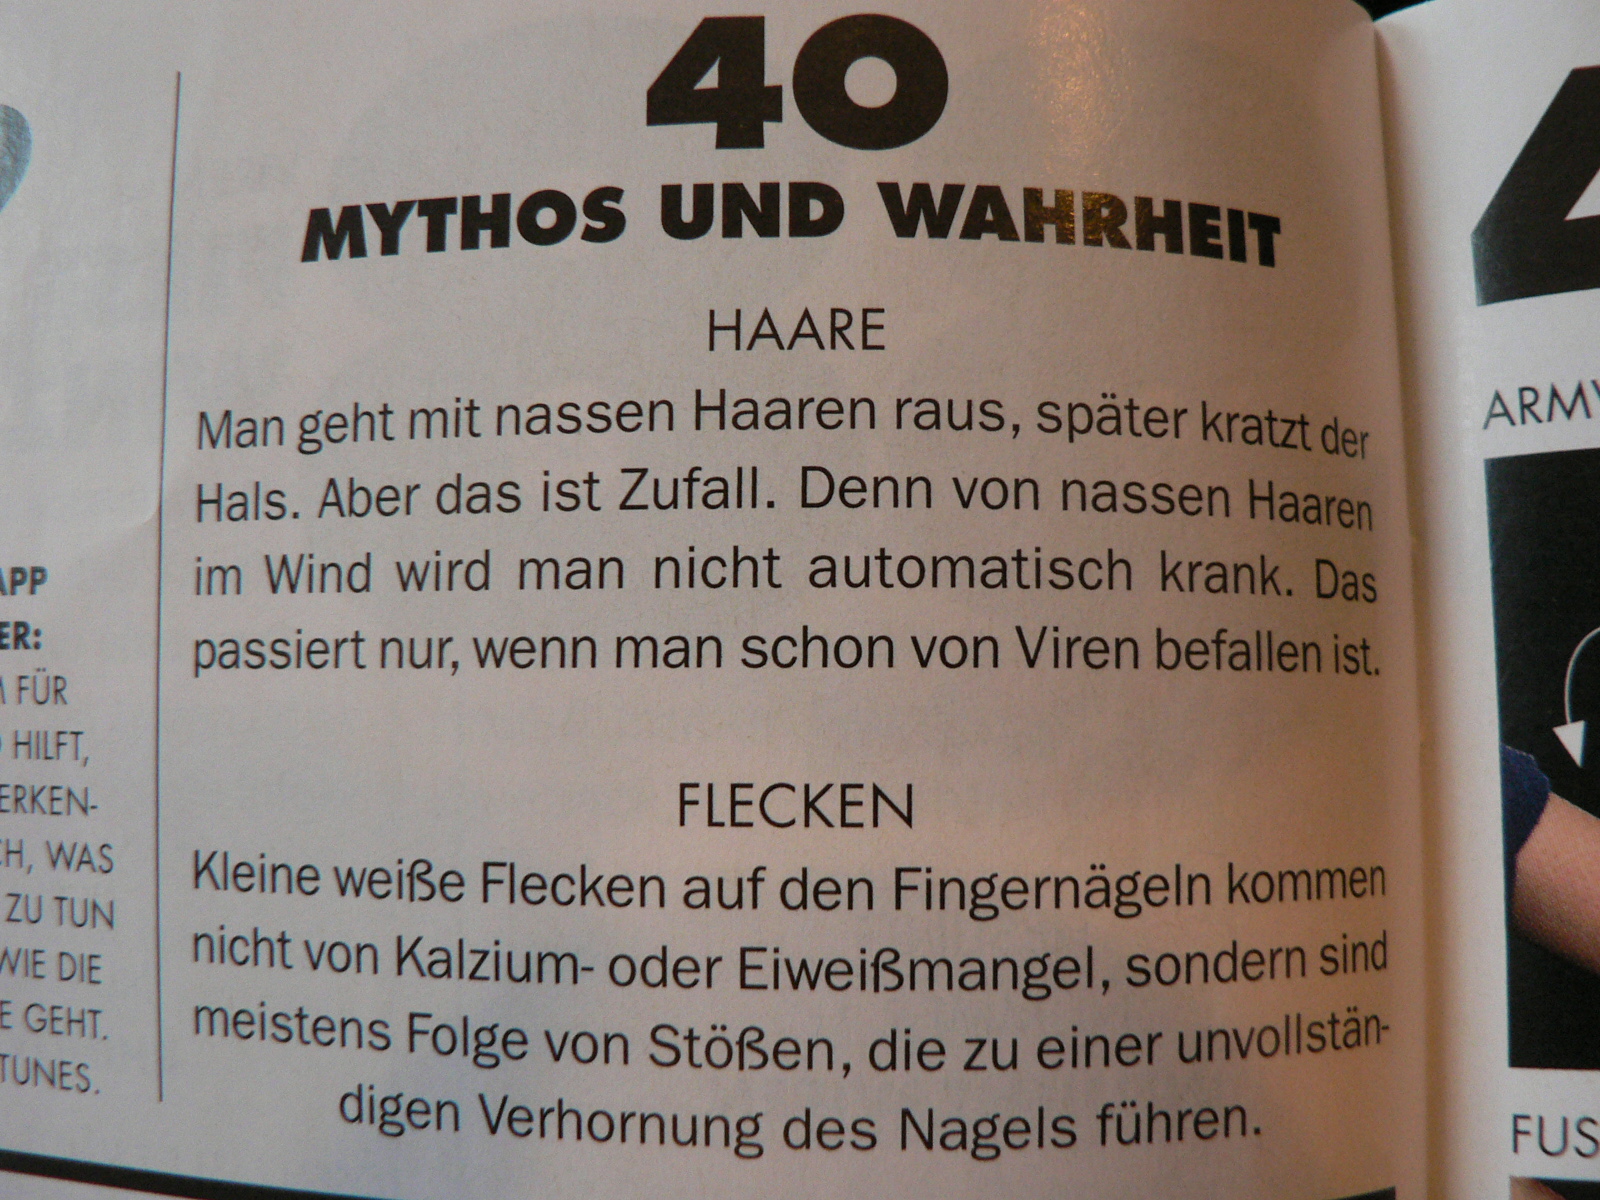 40
MYTHOS UND WAHRHEIT
HAARE
Man geht mit nassen Haaren raus, später kratzt der
Hals. Aber das ist Zufall. Denn von nassen Haaren
im Wind wird man nicht automatisch krank. Das
passiert nur, wenn man schon von Viren befallen ist.
FLECKEN
Kleine weiße Flecken auf den Fingernägeln kommen
nicht von Kalzium- oder Eiweißmangel, sondern sind
meistens Folge von Stößen, die zu einer unvollstän-
digen Verhornung des Nagels führen.
APP
ER:
FÜR
HILFT,
ERKEN-
CH, WAS
ZU TUN
WIE DIE
E GEHT.
TUNES.
4
ARM
FUS